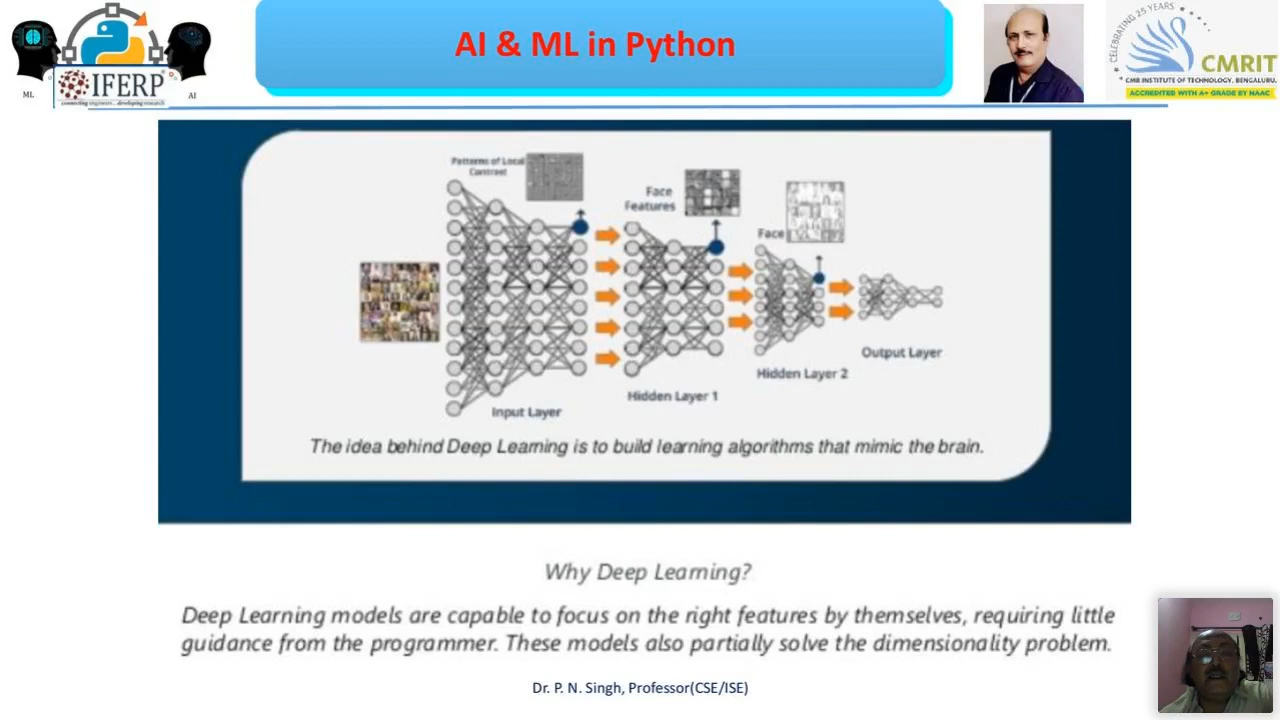 ML
IFERP
connecting engineers...developing research
AI
AI & ML in Python
CELEBRATING 25 YEARS
CMRIT
CMR INSTITUTE OF TECHNOLOGY, BENGALURU.
ACCREDITED WITH A+ GRADE BY NAAC
Patterns of Local
Contrast
Face
Features
Face
Output Layer
Hidden Layer 2
Hidden Layer 1
Input Layer
The idea behind Deep Learning is to build learning algorithms that mimic the brain.
Why Deep Learning?
Deep Learning models are capable to focus on the right features by themselves, requiring little
guidance from the programmer. These models also partially solve the dimensionality problem.
Dr. P. N. Singh, Professor(CSE/ISE)